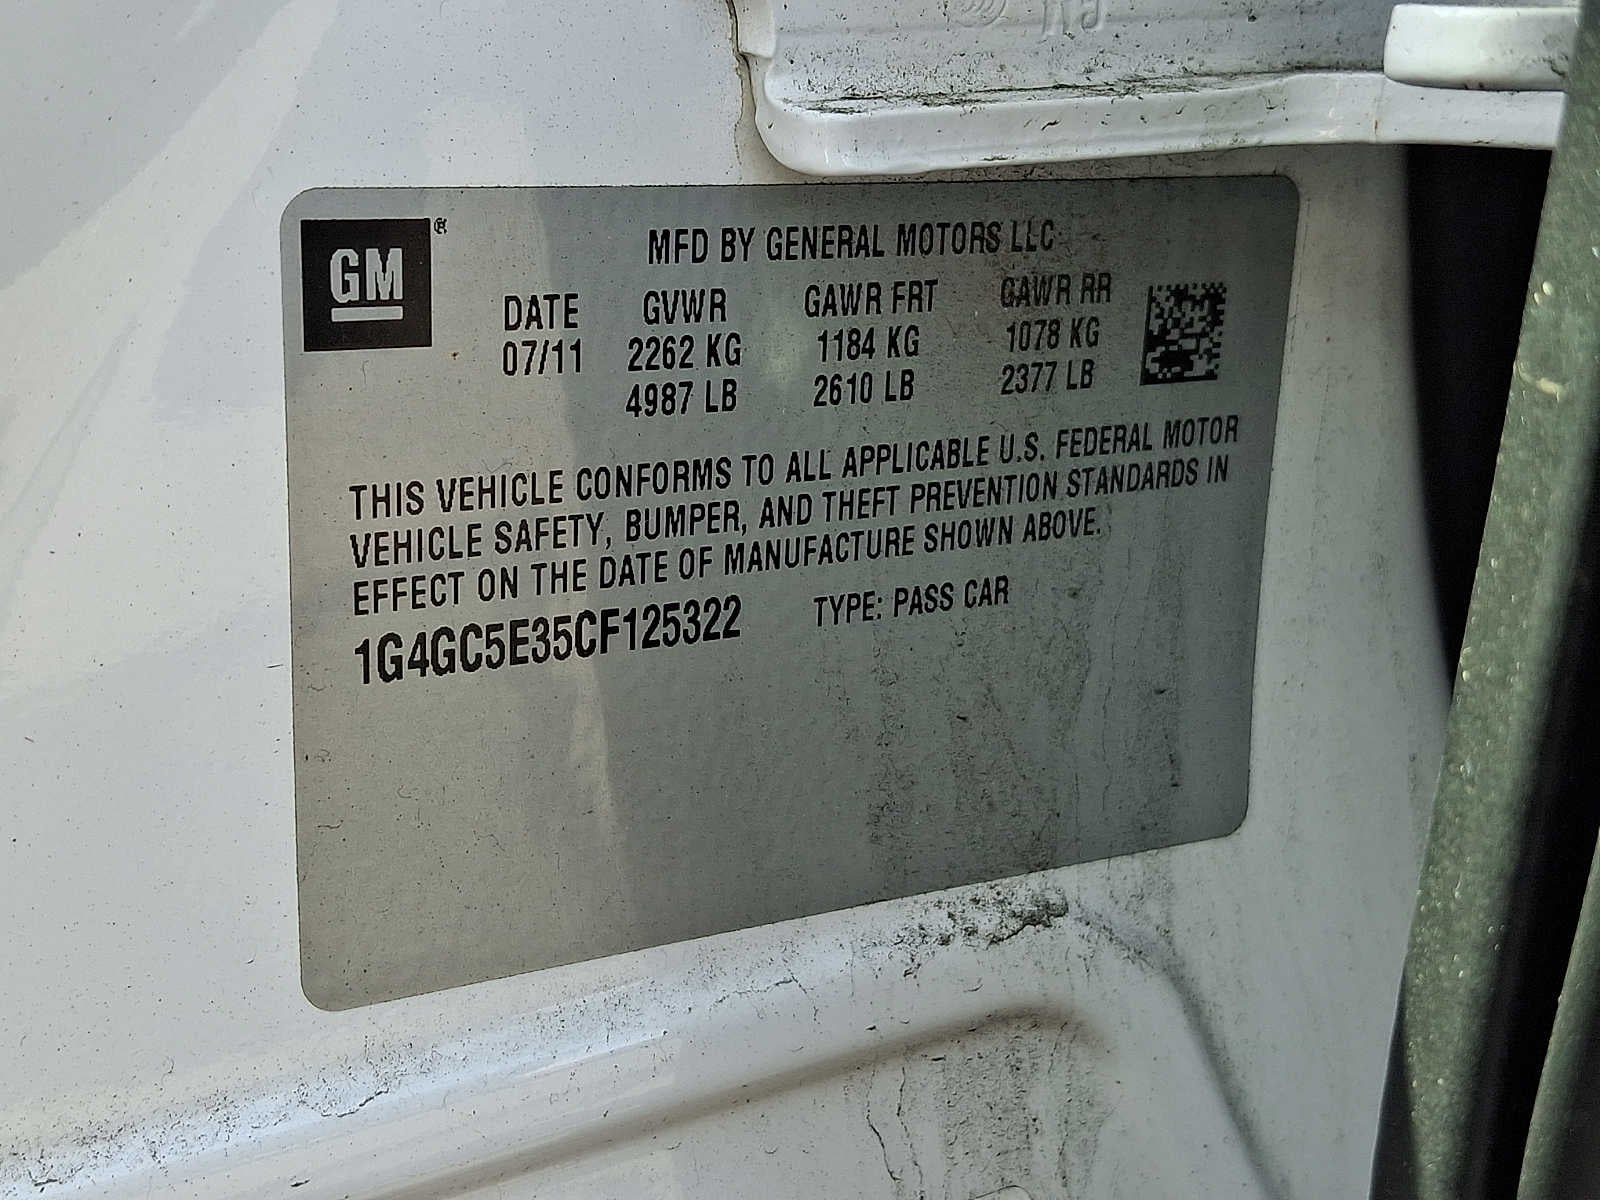 GM®
MFD BY GENERAL MOTORS LLC
DATE GVWR GAWR FRT GAWR RR
07/11 2262 KG 1184 KG 1078 KG
4987 LB 2610 LB 2377 LB
THIS VEHICLE CONFORMS TO ALL APPLICABLE U.S. FEDERAL MOTOR
VEHICLE SAFETY, BUMPER, AND THEFT PREVENTION STANDARDS IN
EFFECT ON THE DATE OF MANUFACTURE SHOWN ABOVE.
1G4GC5E35CF125322 TYPE: PASS CAR